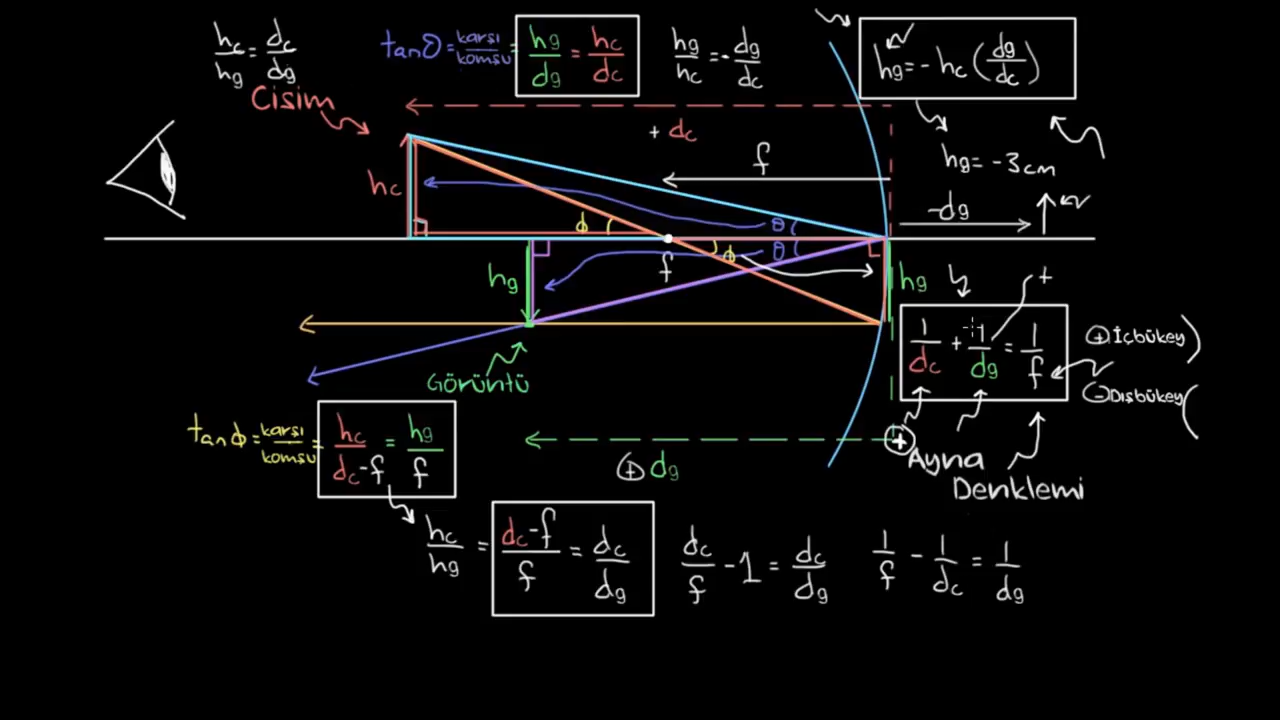 hc/hg = dc/dg
tanθ = karşı/komşu = hg/dg = hc/dc
hg/hc = - dg/dc
hg = - hc (dg/dc)
Cisim
+ dc
f
hg = -3cm
hc
-dg
ϕ
θ
f
ϕ
θ
hg
hg
+
1/dc + 1/dg = 1/f
+ İçbükey )
- Dışbükey (
Görüntü
tanϕ = karşı/komşu = hc/dc-f = hg/f
+ dg
+
Ayna
Denklemi
hc/hg = dc-f/f = dc/dg
dc/f - 1 = dc/dg
1/f - 1/dc = 1/dg